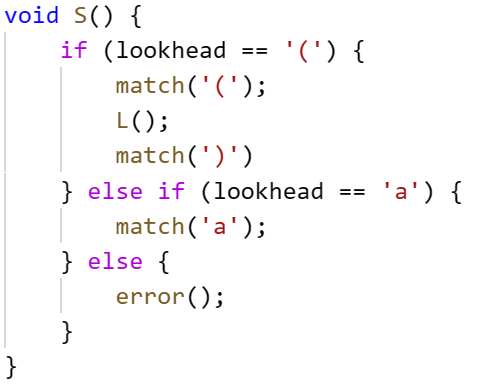 void S() {
    if (lookhead == '(') {
        match('(');
        L();
        match(')')
    } else if (lookhead == 'a') {
        match('a');
    } else {
        error();
    }
}